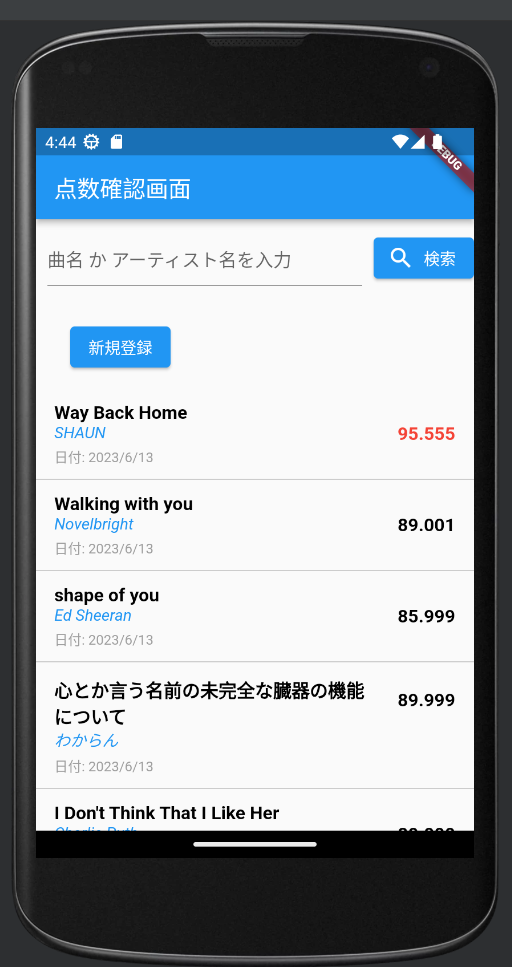 4:44
DEBUG
点数確認画面
曲名 か アーティスト名を入力
検索
新規登録
Way Back Home
SHAUN
95.555
日付: 2023/6/13
Walking with you
Novelbright
89.001
日付: 2023/6/13
shape of you
Ed Sheeran
85.999
日付: 2023/6/13
心とか言う名前の未完全な臓器の機能
について
89.999
わからん
日付: 2023/6/13
I Don't Think That I Like Her